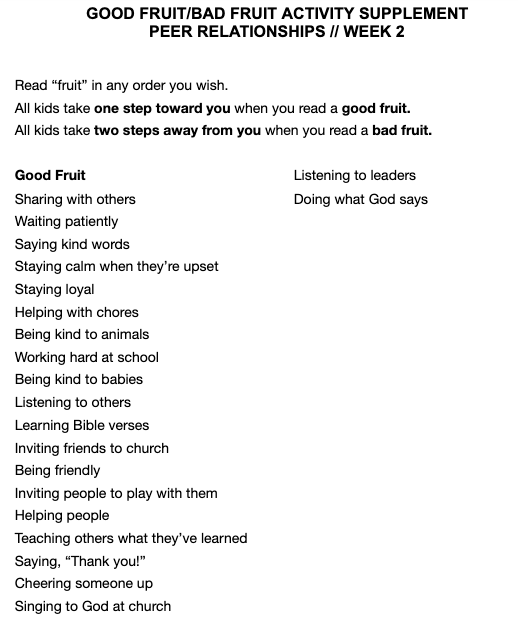 GOOD FRUIT/BAD FRUIT ACTIVITY SUPPLEMENT
PEER RELATIONSHIPS // WEEK 2
Read “fruit” in any order you wish.
All kids take one step toward you when you read a good fruit.
All kids take two steps away from you when you read a bad fruit.
Good Fruit
Sharing with others
Waiting patiently
Saying kind words
Staying calm when they’re upset
Staying loyal
Helping with chores
Being kind to animals
Working hard at school
Being kind to babies
Listening to others
Learning Bible verses
Inviting friends to church
Being friendly
Inviting people to play with them
Helping people
Teaching others what they’ve learned
Saying, “Thank you!”
Cheering someone up
Singing to God at church
Listening to leaders
Doing what God says